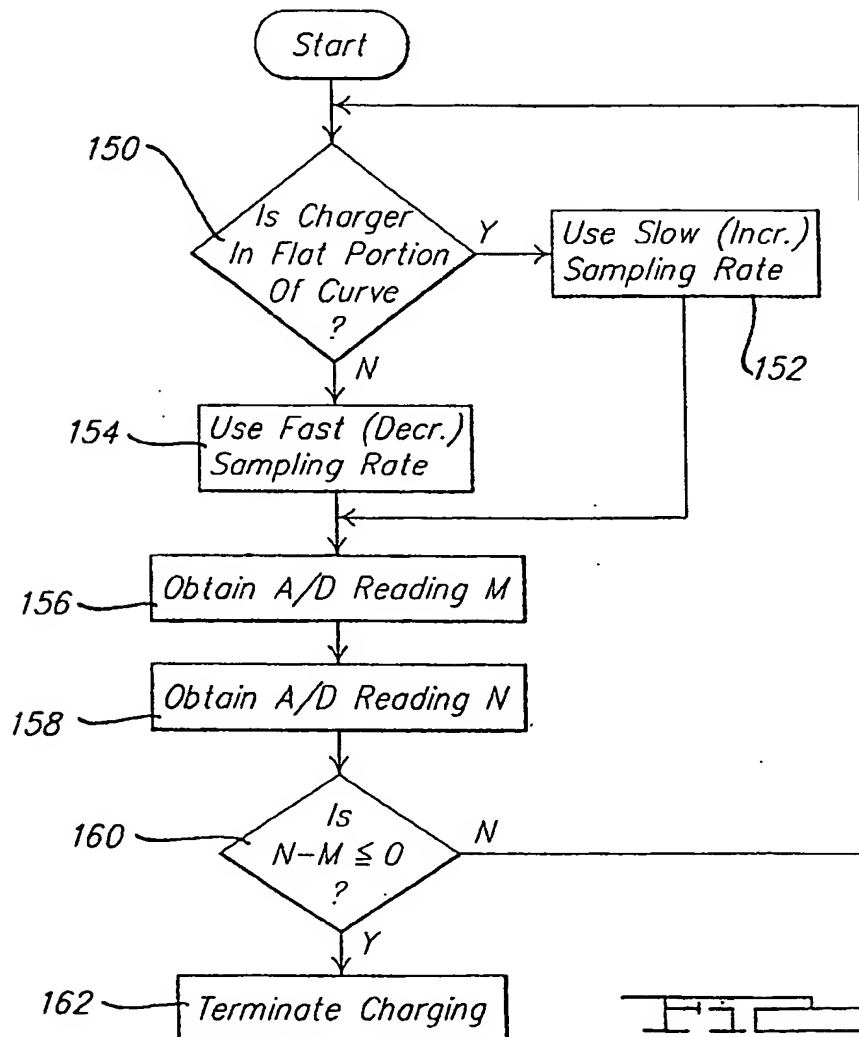 Start
150
Is Charger
In Flat Portion
Of Curve
?
Y
Use Slow (Incr.)
Sampling Rate
152
N
154
Use Fast (Decr.)
Sampling Rate
156
Obtain A/D Reading M
158
Obtain A/D Reading N
160
Is
N-M ≦ 0
?
N
Y
162
Terminate Charging